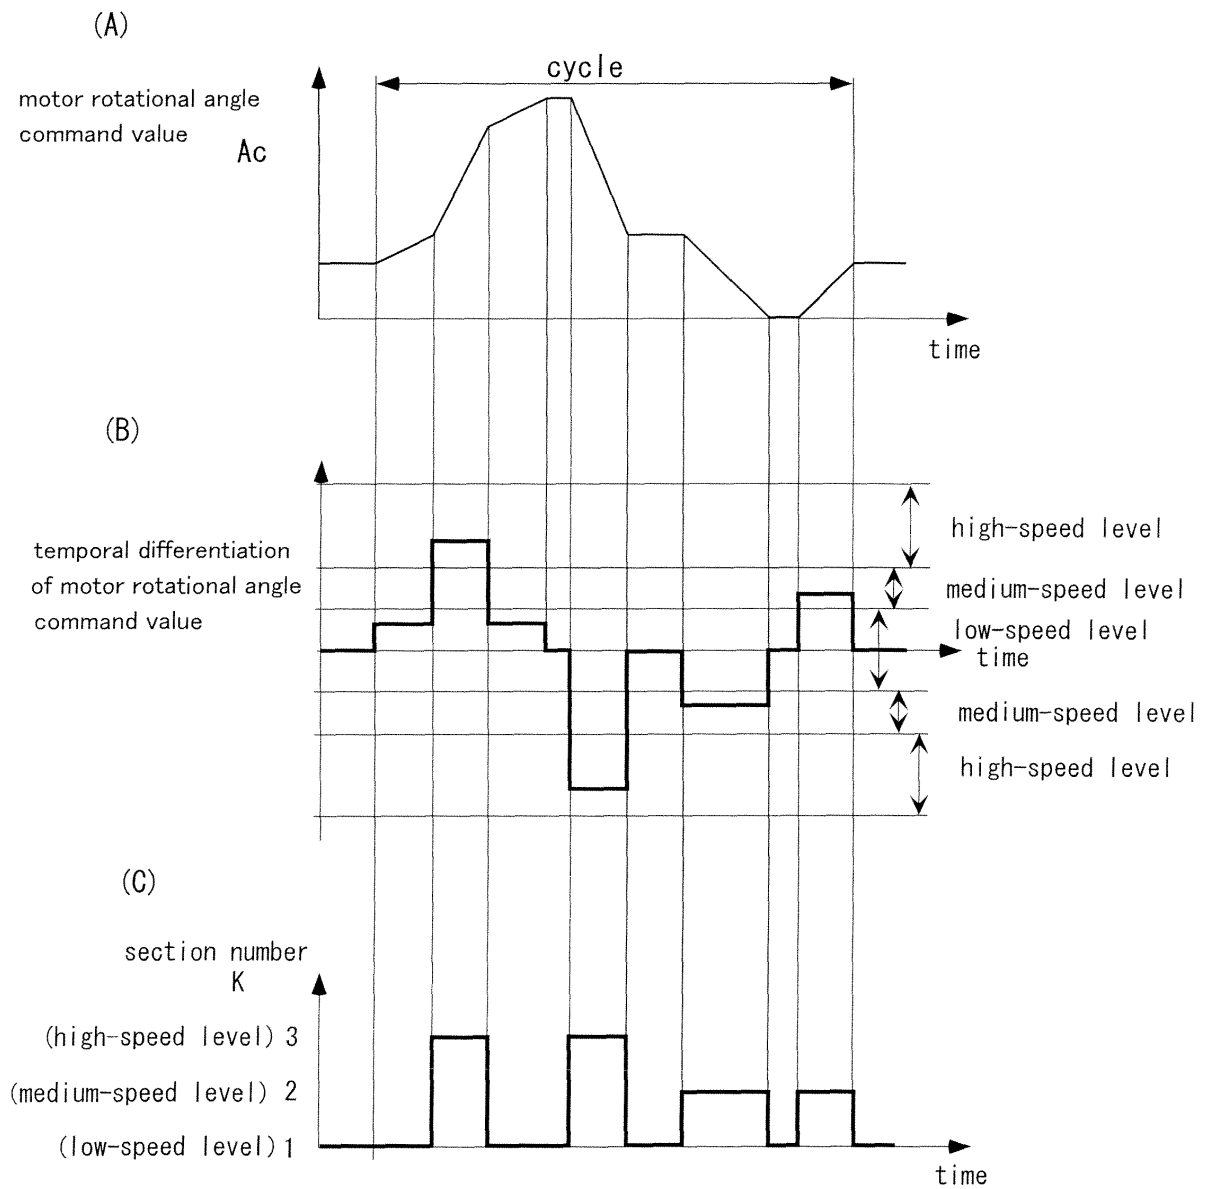 (A)
cycle
motor rotational angle
command value
Ac
time
(B)
high-speed level
temporal differentiation
of motor rotational angle
command value
medium-speed level
low-speed level
time
medium-speed level
high-speed level
(C)
section number
K
(high-speed level) 3
(medium-speed level) 2
(low-speed level) 1
time